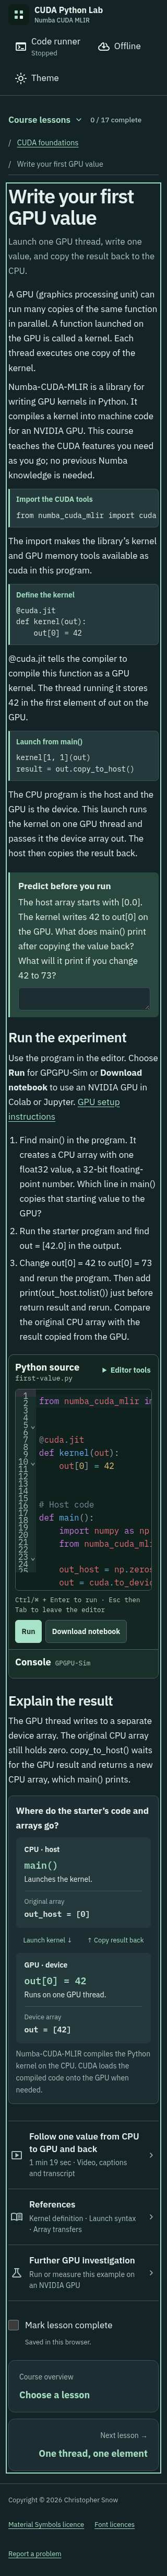 CUDA Python Lab
Numba CUDA MLIR
Code runner
Stopped
Offline
Theme
Course lessons
0 / 17 complete
/ CUDA foundations
/ Write your first GPU value
Write your first
GPU value
Launch one GPU thread, write one
value, and copy the result back to the
CPU.
A GPU (graphics processing unit) can
run many copies of the same function
in parallel. A function launched on
the GPU is called a kernel. Each
thread executes one copy of the
kernel.
Numba-CUDA-MLIR is a library for
writing GPU kernels in Python. It
compiles a kernel into machine code
for an NVIDIA GPU. This course
teaches the CUDA features you need
as you go; no previous Numba
knowledge is needed.
Import the CUDA tools
from numba_cuda_mlir import cuda
The import makes the library's kernel
and GPU memory tools available as
cuda in this program.
Define the kernel
@cuda.jit
def kernel(out):
    out[0] = 42
@cuda.jit tells the compiler to
compile this function as a GPU
kernel. The thread running it stores
42 in the first element of out on the
GPU.
Launch from main()
kernel[1, 1](out)
result = out.copy_to_host()
The CPU program is the host and the
GPU is the device. This launch runs
the kernel on one GPU thread and
passes it the device array out. The
host then copies the result back.
Predict before you run
The host array starts with [0.0].
The kernel writes 42 to out[0] on
the GPU. What does main() print
after copying the value back?
What will it print if you change
42 to 73?
Run the experiment
Use the program in the editor. Choose
Run for GPGPU-Sim or Download
notebook to use an NVIDIA GPU in
Colab or Jupyter. GPU setup
instructions
1. Find main() in the program. It
creates a CPU array with one
float32 value, a 32-bit floating-
point number. Which line in main()
copies that starting value to the
GPU?
2. Run the starter program and find
out = [42.0] in the output.
3. Change out[0] = 42 to out[0] = 73
and rerun the program. Then add
print(out_host.tolist()) just before
return result and rerun. Compare
the original CPU array with the
result copied from the GPU.
Python source
first-value.py
Editor tools
1
2
3
4
5
6
7
8
9
10
11
12
13
14
15
16
17
18
19
20
21
22
23
24
25
from numba_cuda_mlir im
@cuda.jit
def kernel(out):
    out[0] = 42
# Host code
def main():
    import numpy as np
    from numba_cuda_mli
    out_host = np.zeros
    out = cuda.to_devic
Ctrl/⌘ + Enter to run · Esc then
Tab to leave the editor
Run
Download notebook
Console GPGPU-Sim
Explain the result
The GPU thread writes to a separate
device array. The original CPU array
still holds zero. copy_to_host() waits
for the GPU result and returns a new
CPU array, which main() prints.
Where do the starter's code and
arrays go?
CPU · host
main()
Launches the kernel.
Original array
out_host = [0]
Launch kernel ↓
↑ Copy result back
GPU · device
out[0] = 42
Runs on one GPU thread.
Device array
out = [42]
Numba-CUDA-MLIR compiles the Python
kernel on the CPU. CUDA loads the
compiled code onto the GPU when
needed.
Follow one value from CPU
to GPU and back
1 min 19 sec · Video, captions
and transcript
References
Kernel definition · Launch syntax
· Array transfers
Further GPU investigation
Run or measure this example on
an NVIDIA GPU
Mark lesson complete
Saved in this browser.
Course overview
Choose a lesson
Next lesson →
One thread, one element
Copyright © 2026 Christopher Snow
Material Symbols licence
Font licences
Report a problem